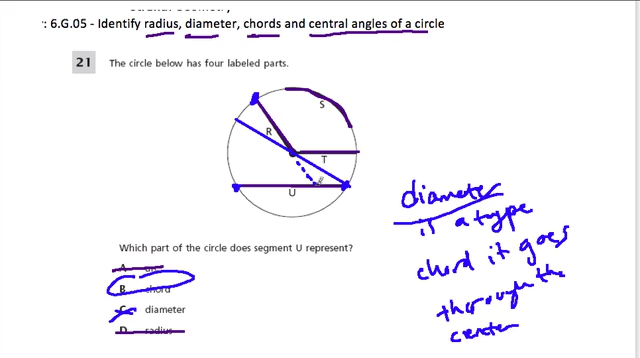 : 6.G.05 - Identify radius, diameter, chords and central angles of a circle
21 The circle below has four labeled parts.
S
R
T
U
Which part of the circle does segment U represent?
A arc
B chord
C diameter
D radius
diameter
is a type
chord it goes
through the
center